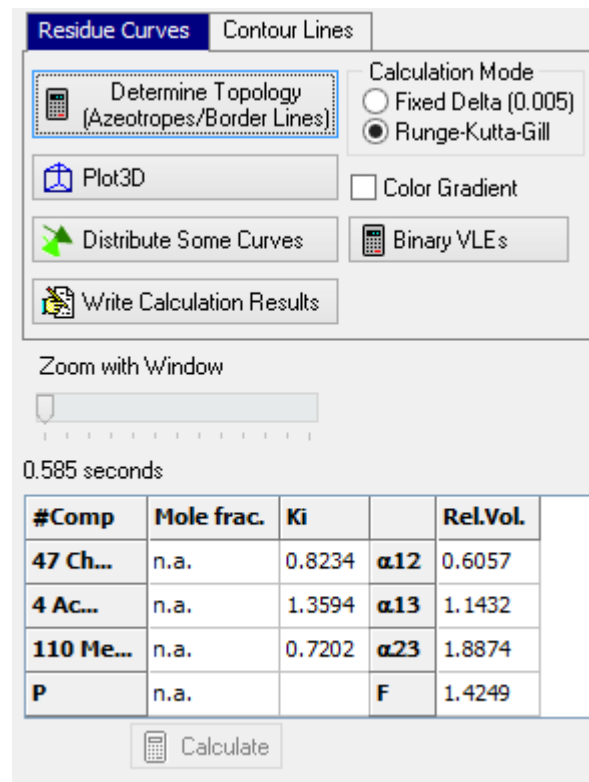 Residue Curves Contour Lines
Determine Topology
(Azeotropes/Border Lines)
Calculation Mode
Fixed Delta (0.005)
Runge-Kutta-Gill
Plot3D
Color Gradient
Distribute Some Curves
Binary VLEs
Write Calculation Results
Zoom with Window
0.585 seconds
#Comp Mole frac. Ki Rel.Vol.
47 Ch... n.a. 0.8234 α12 0.6057
4 Ac... n.a. 1.3594 α13 1.1432
110 Me... n.a. 0.7202 α23 1.8874
P n.a. F 1.4249
Calculate